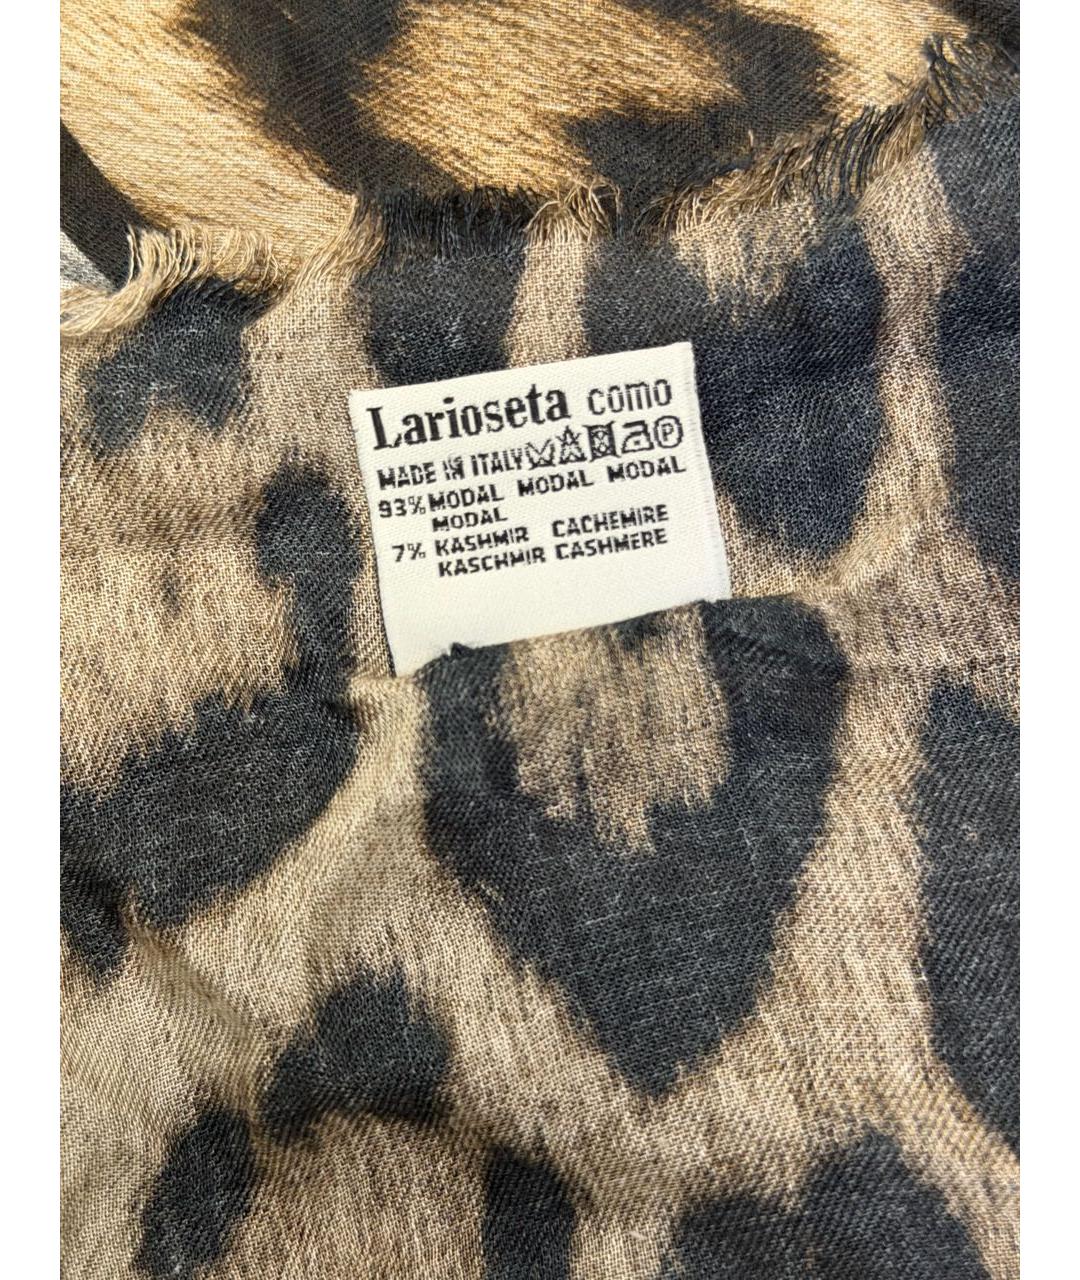 Larioseta como
MADE IN ITALY
93% MODAL MODAL MODAL
MODAL
7% KASHMIR CACHEMIRE
KASCHMIR CASHMERE